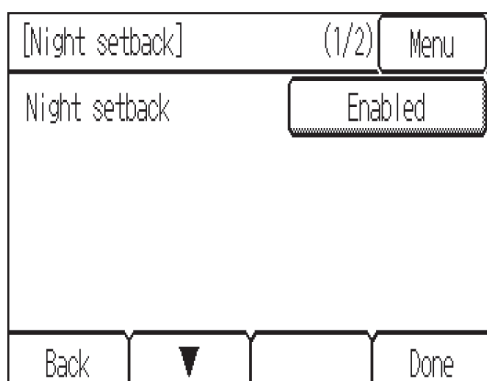 [Night setback] (1/2) Menu
Night setback Enabled
Back ▼ Done